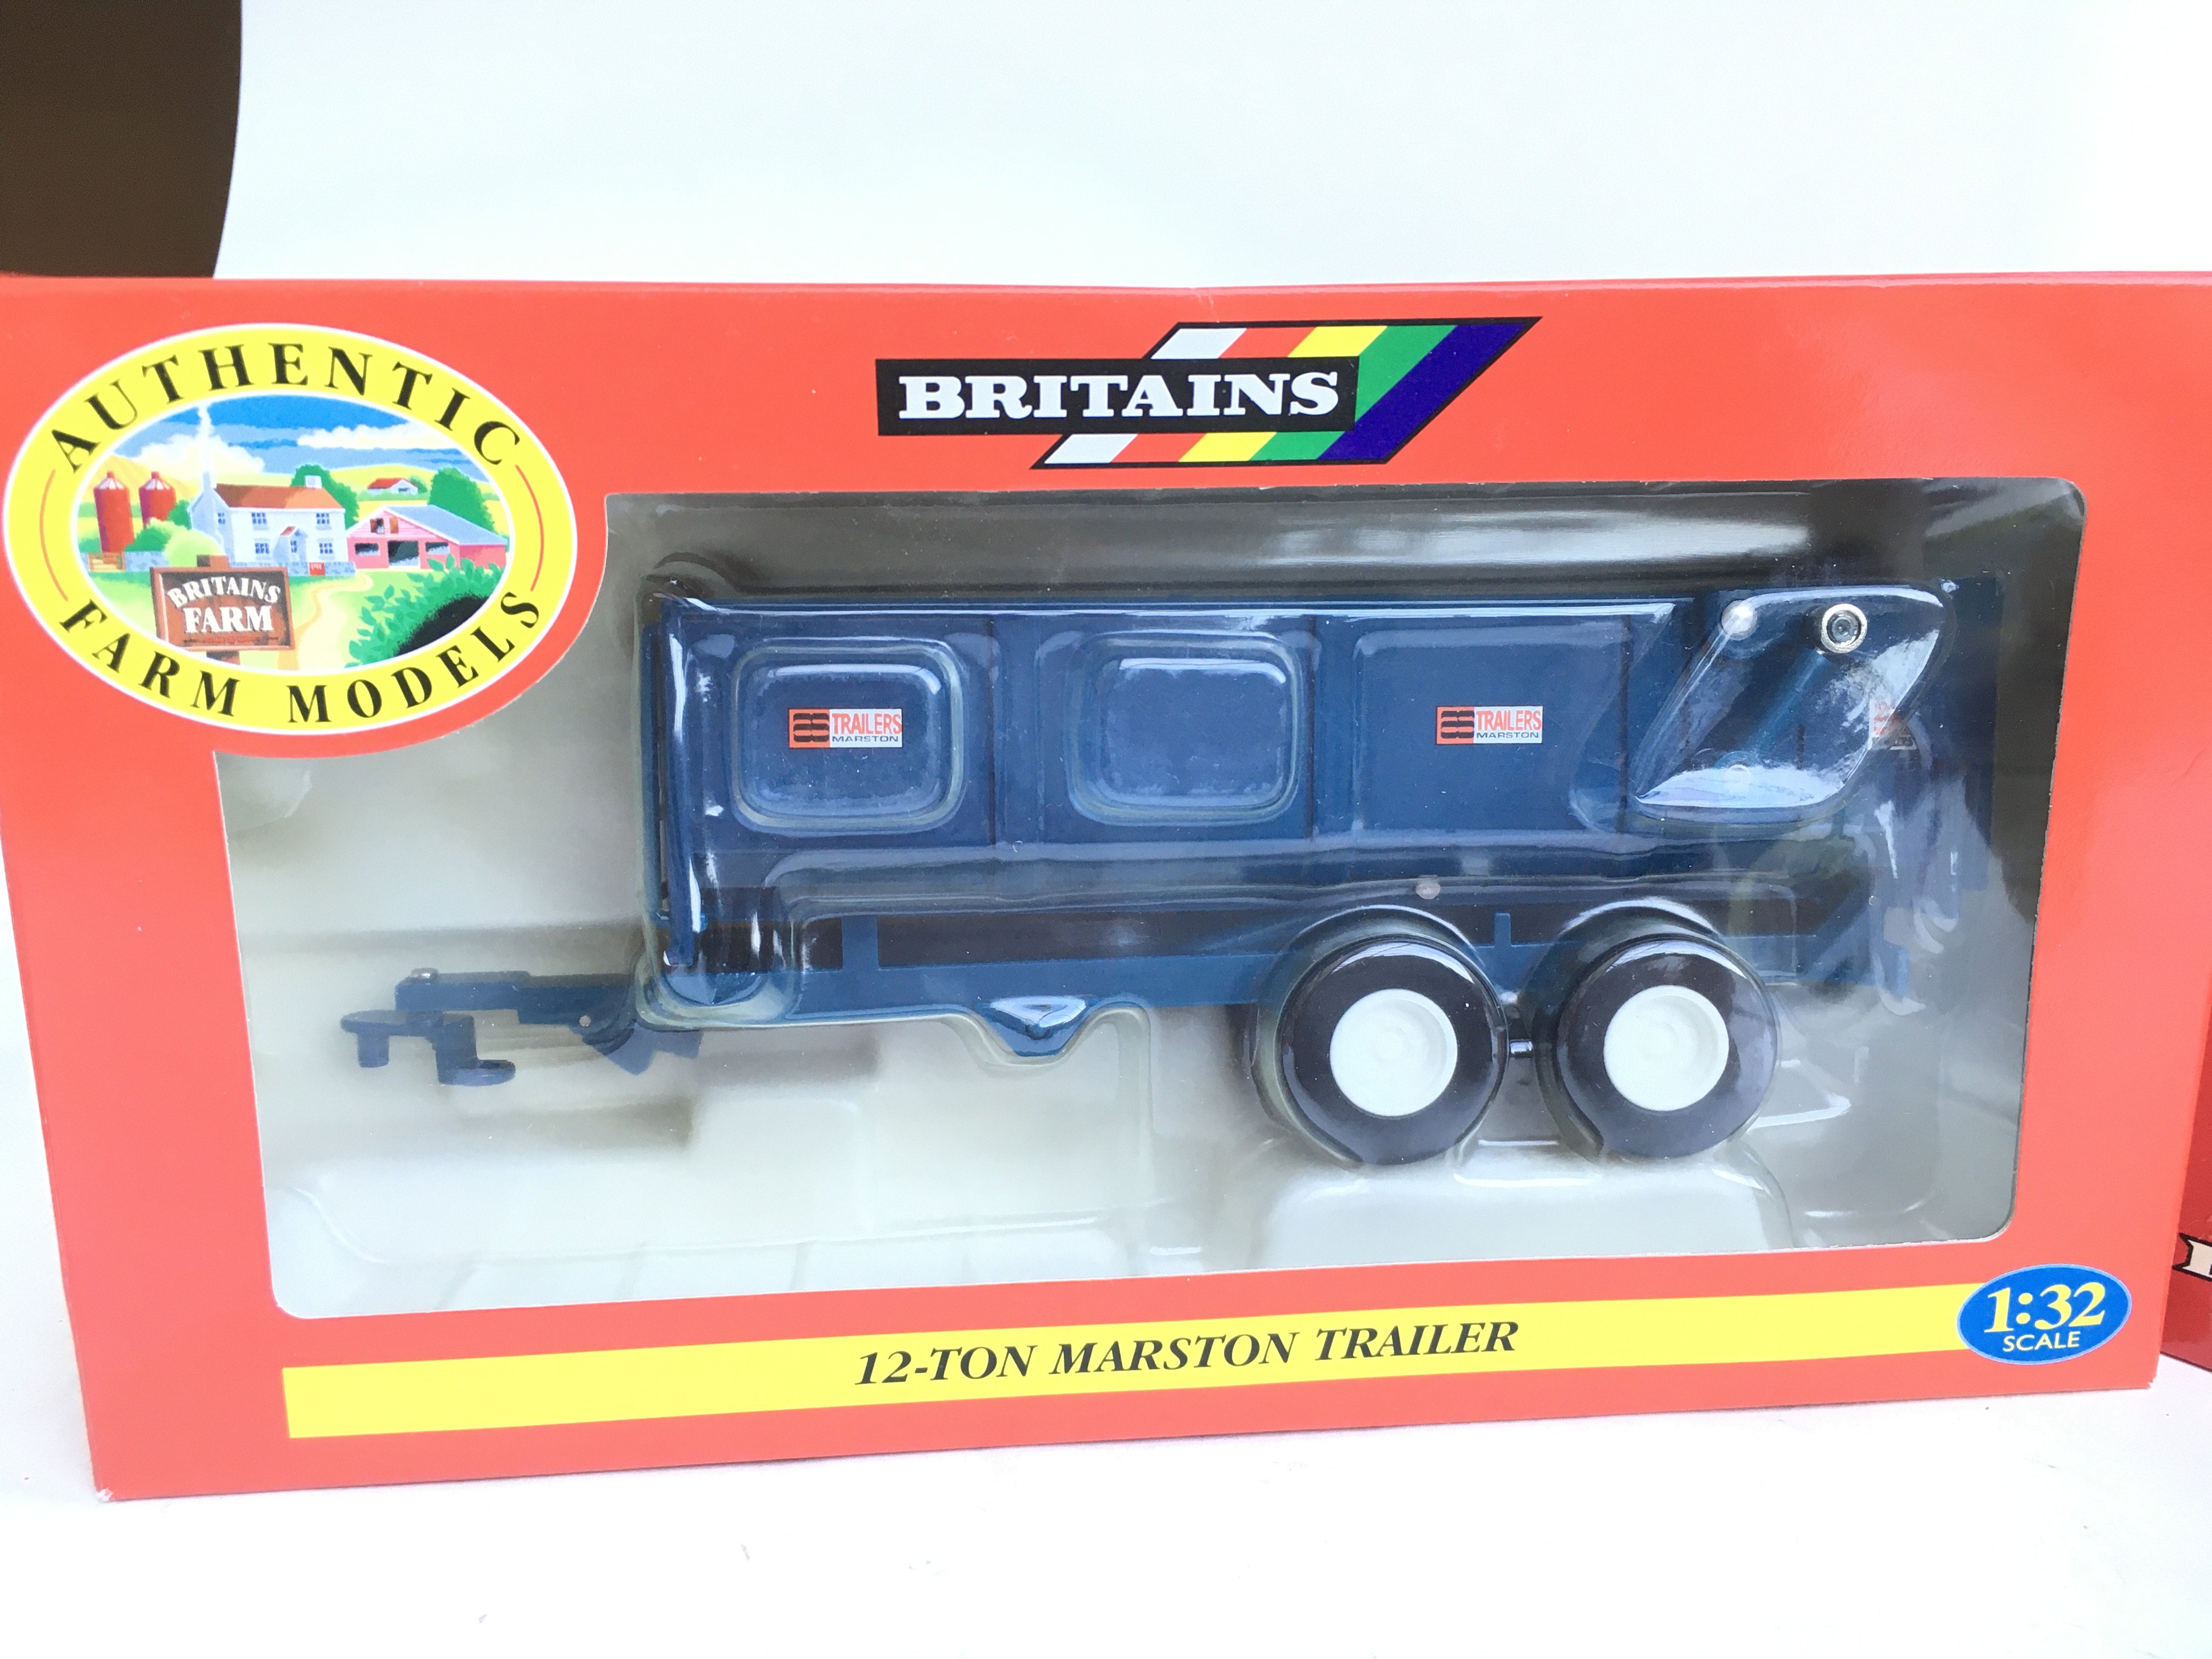 AUTHENTIC
FARM MODELS
BRITAINS
FARM
BRITAINS
TRAILERS
MARSTON
TRAILERS
MARSTON
12-TON MARSTON TRAILER
1:32
SCALE